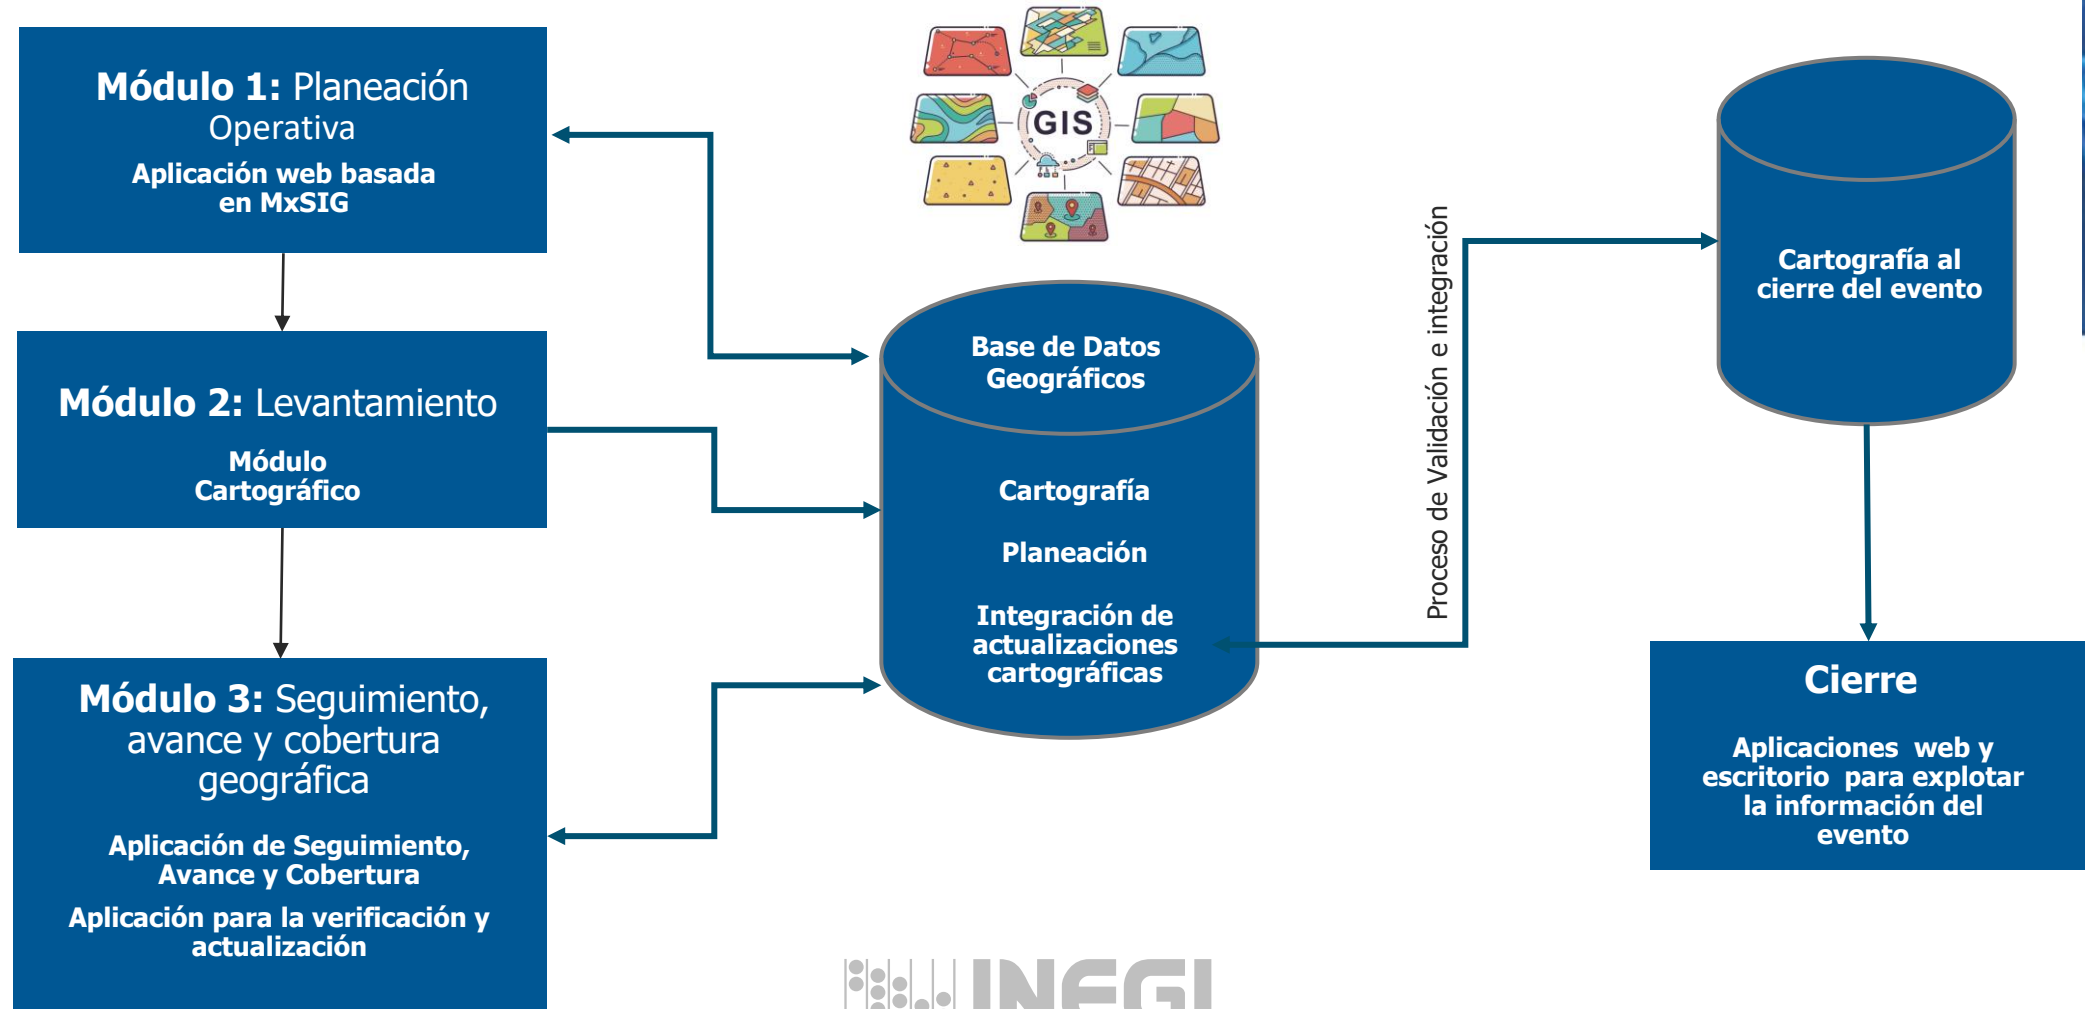 Módulo 1: Planeación
Operativa
Aplicación web basada
en MxSIG
Módulo 2: Levantamiento
Módulo
Cartográfico
Módulo 3: Seguimiento,
avance y cobertura
geográfica
Aplicación de Seguimiento,
Avance y Cobertura
Aplicación para la verificación y
actualización
GIS
Base de Datos
Geográficos
Cartografía
Planeación
Integración de
actualizaciones
cartográficas
Proceso de Validación e integración
Cartografía al
cierre del evento
Cierre
Aplicaciones  web y
escritorio  para explotar
la información del
evento
INEGI